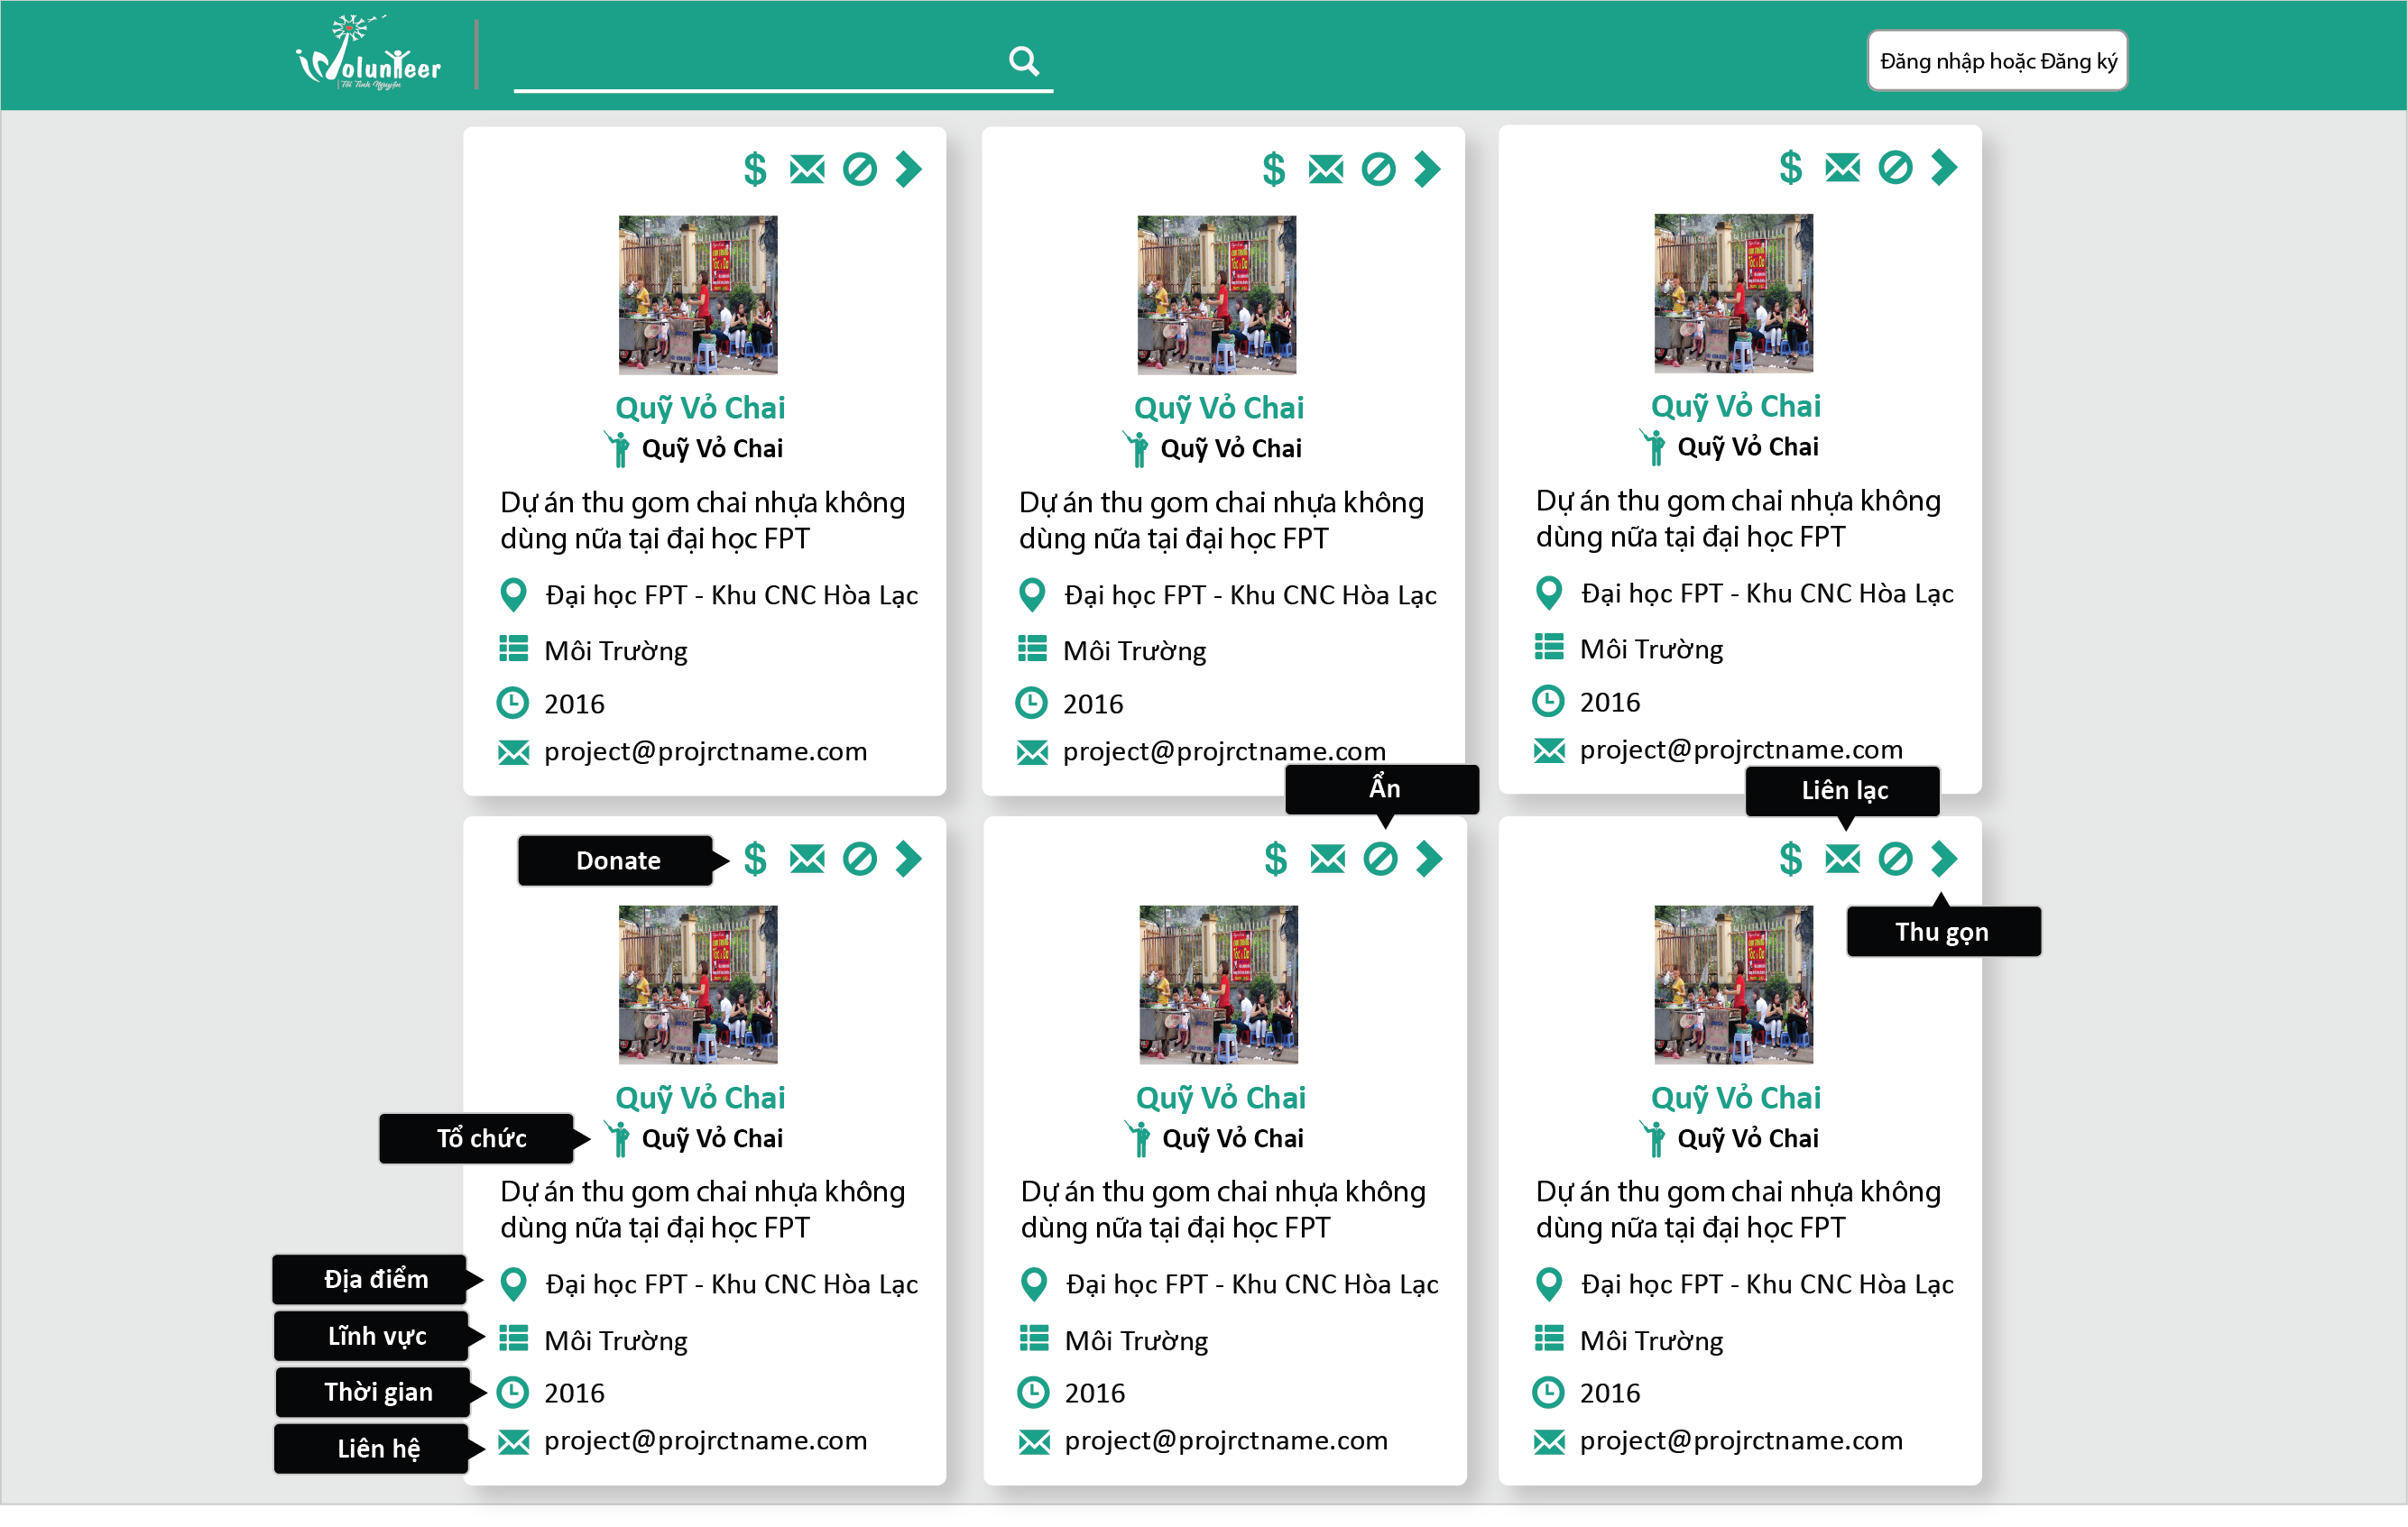 iVolunteer
Tôi Tình Nguyện
Đăng nhập hoặc Đăng ký
Quỹ Vỏ Chai
Quỹ Vỏ Chai
Dự án thu gom chai nhựa không
dùng nữa tại đại học FPT
Đại học FPT - Khu CNC Hòa Lạc
Môi Trường
2016
project@projrctname.com
Quỹ Vỏ Chai
Quỹ Vỏ Chai
Dự án thu gom chai nhựa không
dùng nữa tại đại học FPT
Đại học FPT - Khu CNC Hòa Lạc
Môi Trường
2016
project@projrctname.com
Quỹ Vỏ Chai
Quỹ Vỏ Chai
Dự án thu gom chai nhựa không
dùng nữa tại đại học FPT
Đại học FPT - Khu CNC Hòa Lạc
Môi Trường
2016
project@projrctname.com
Donate
Quỹ Vỏ Chai
Tổ chức
Quỹ Vỏ Chai
Dự án thu gom chai nhựa không
dùng nữa tại đại học FPT
Địa điểm
Đại học FPT - Khu CNC Hòa Lạc
Lĩnh vực
Môi Trường
Thời gian
2016
Liên hệ
project@projrctname.com
Ẩn
Quỹ Vỏ Chai
Quỹ Vỏ Chai
Dự án thu gom chai nhựa không
dùng nữa tại đại học FPT
Đại học FPT - Khu CNC Hòa Lạc
Môi Trường
2016
project@projrctname.com
Liên lạc
Thu gọn
Quỹ Vỏ Chai
Quỹ Vỏ Chai
Dự án thu gom chai nhựa không
dùng nữa tại đại học FPT
Đại học FPT - Khu CNC Hòa Lạc
Môi Trường
2016
project@projrctname.com